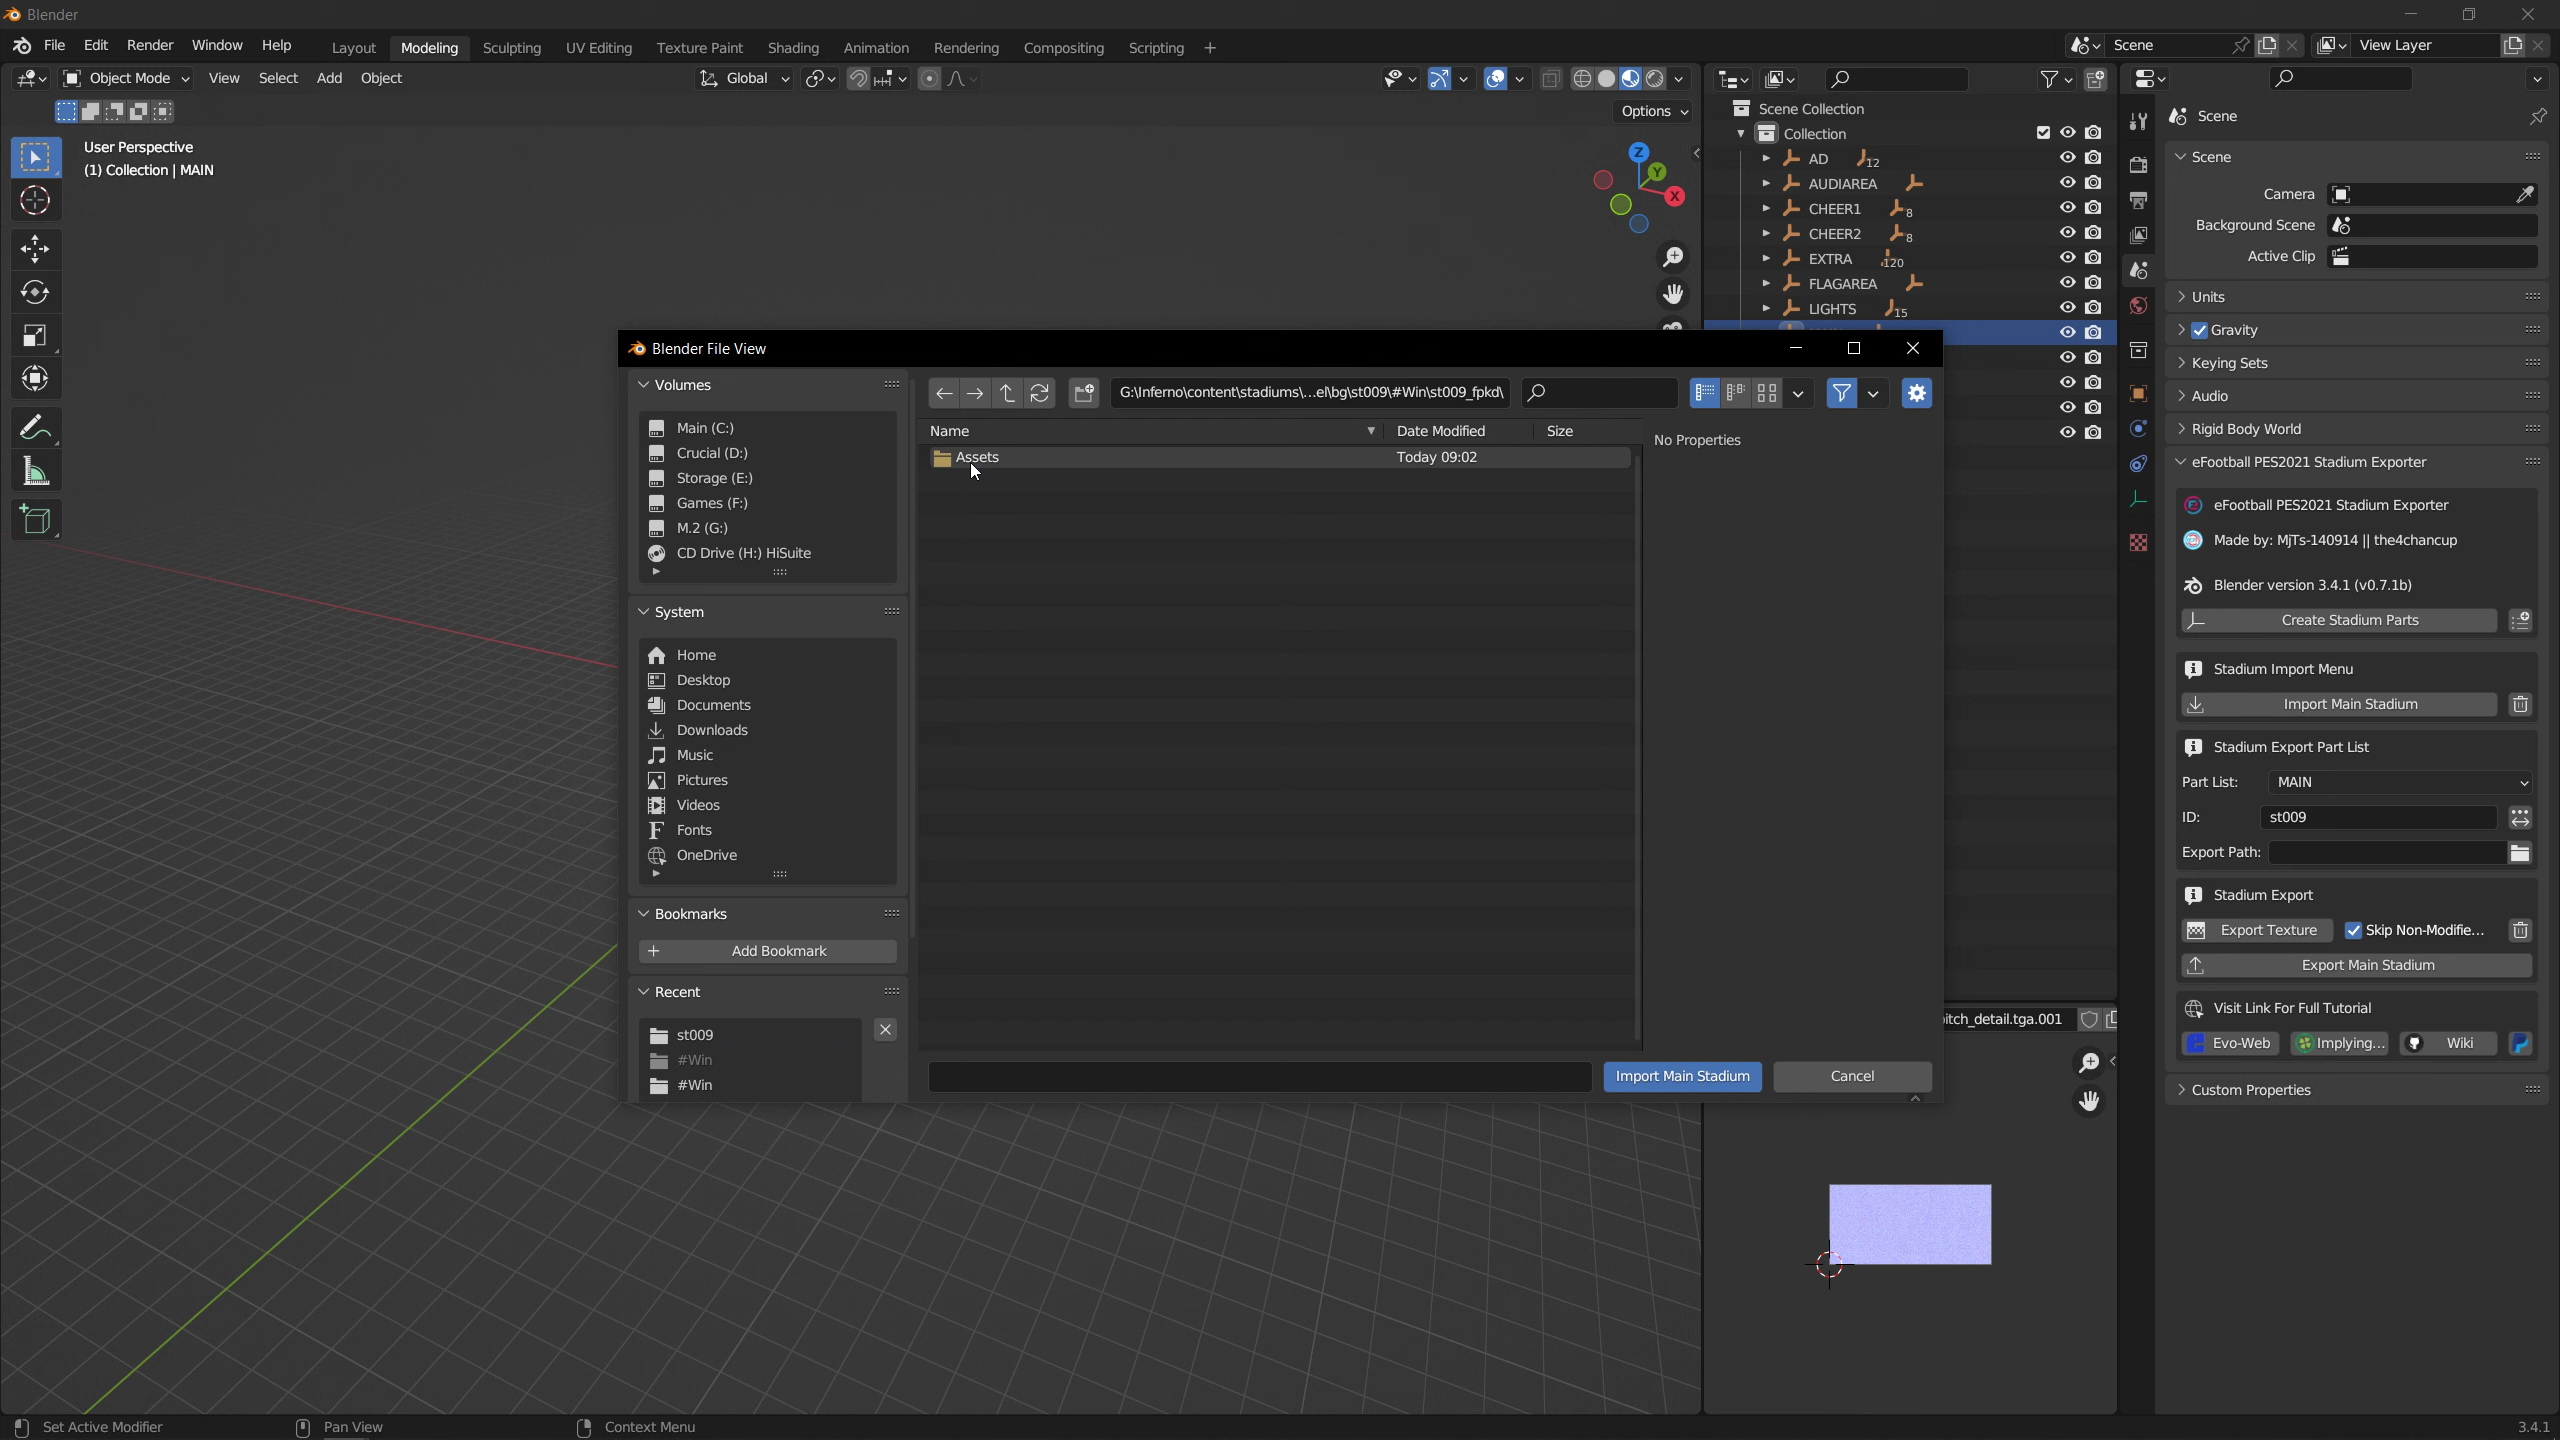 Blender
File Edit Render Window Help Layout Modeling Sculpting UV Editing Texture Paint Shading Animation Rendering Compositing Scripting + Scene View Layer
Object Mode View Select Add Object Global
Options
User Perspective
(1) Collection | MAIN
Z
Y
X
Scene Collection
Collection
AD 12
AUDIAREA
CHEER1 8
CHEER2 8
EXTRA 120
FLAGAREA
LIGHTS 15
Scene
Scene
Camera
Background Scene
Active Clip
Units
Gravity
Keying Sets
Audio
Rigid Body World
eFootball PES2021 Stadium Exporter
eFootball PES2021 Stadium Exporter
Made by: MjTs-140914 || the4chancup
Blender version 3.4.1 (v0.7.1b)
Create Stadium Parts
Stadium Import Menu
Import Main Stadium
Stadium Export Part List
Part List: MAIN
ID: st009
Export Path:
Stadium Export
Export Texture Skip Non-Modifie...
Export Main Stadium
Visit Link For Full Tutorial
Evo-Web Implying... Wiki
Custom Properties
Blender File View
Volumes
Main (C:)
Crucial (D:)
Storage (E:)
Games (F:)
M.2 (G:)
CD Drive (H:) HiSuite
System
Home
Desktop
Documents
Downloads
Music
Pictures
Videos
Fonts
OneDrive
Bookmarks
Add Bookmark
Recent
st009
#Win
#Win
G:\Inferno\content\stadiums\...el\bg\st009\#Win\st009_fpkd\
Name Date Modified Size
Assets Today 09:02
No Properties
Import Main Stadium Cancel
itch_detail.tga.001
Set Active Modifier Pan View Context Menu 3.4.1